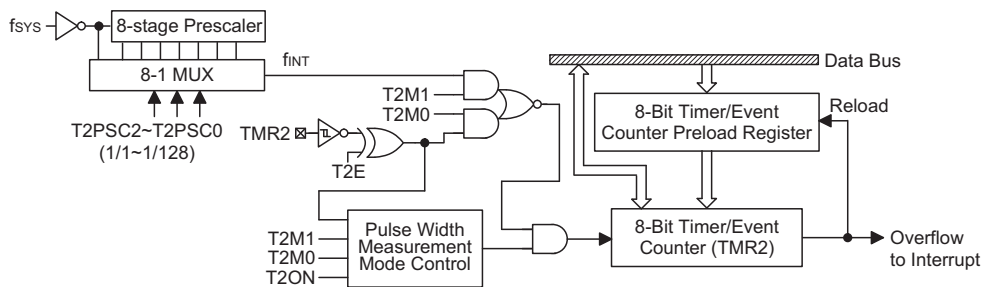 fSYS
8-stage Prescaler
8-1 MUX
fINT
T2PSC2~T2PSC0
(1/1~1/128)
TMR2
T2E
T2M1
T2M0
T2M1
T2M0
T2ON
Pulse Width
Measurement
Mode Control
Data Bus
8-Bit Timer/Event
Counter Preload Register
Reload
8-Bit Timer/Event
Counter (TMR2)
Overflow
to Interrupt